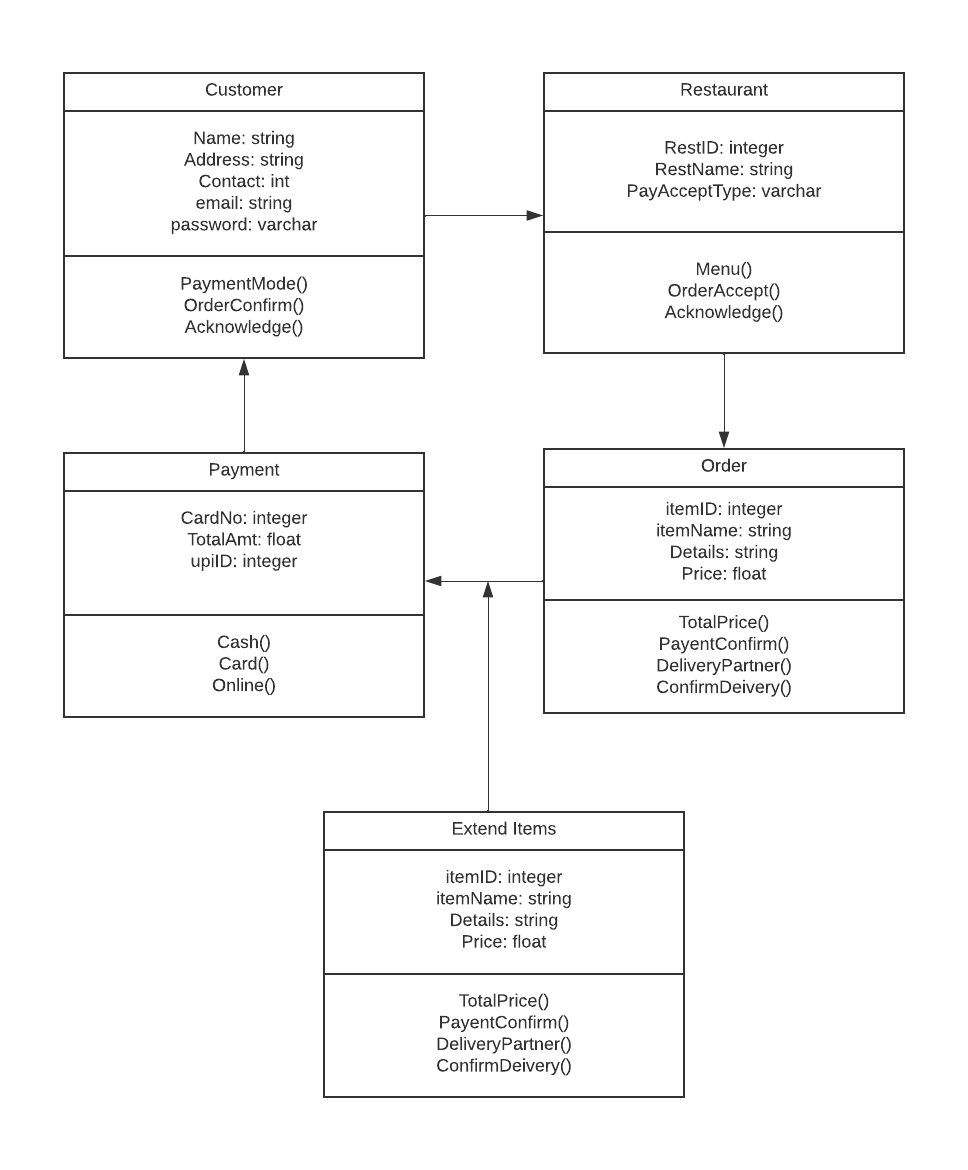 Customer
Name: string
Address: string
Contact: int
email: string
password: varchar
PaymentMode()
OrderConfirm()
Acknowledge()
Restaurant
RestID: integer
RestName: string
PayAcceptType: varchar
Menu()
OrderAccept()
Acknowledge()
Payment
CardNo: integer
TotalAmt: float
upiID: integer
Cash()
Card()
Online()
Order
itemID: integer
itemName: string
Details: string
Price: float
TotalPrice()
PayentConfirm()
DeliveryPartner()
ConfirmDeivery()
Extend Items
itemID: integer
itemName: string
Details: string
Price: float
TotalPrice()
PayentConfirm()
DeliveryPartner()
ConfirmDeivery()